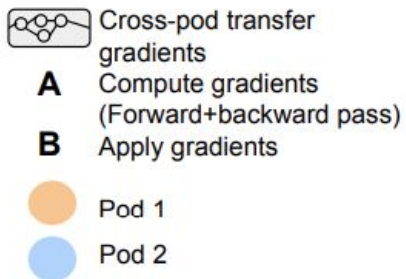 Cross-pod transfer
gradients
A Compute gradients
(Forward+backward pass)
B Apply gradients
Pod 1
Pod 2